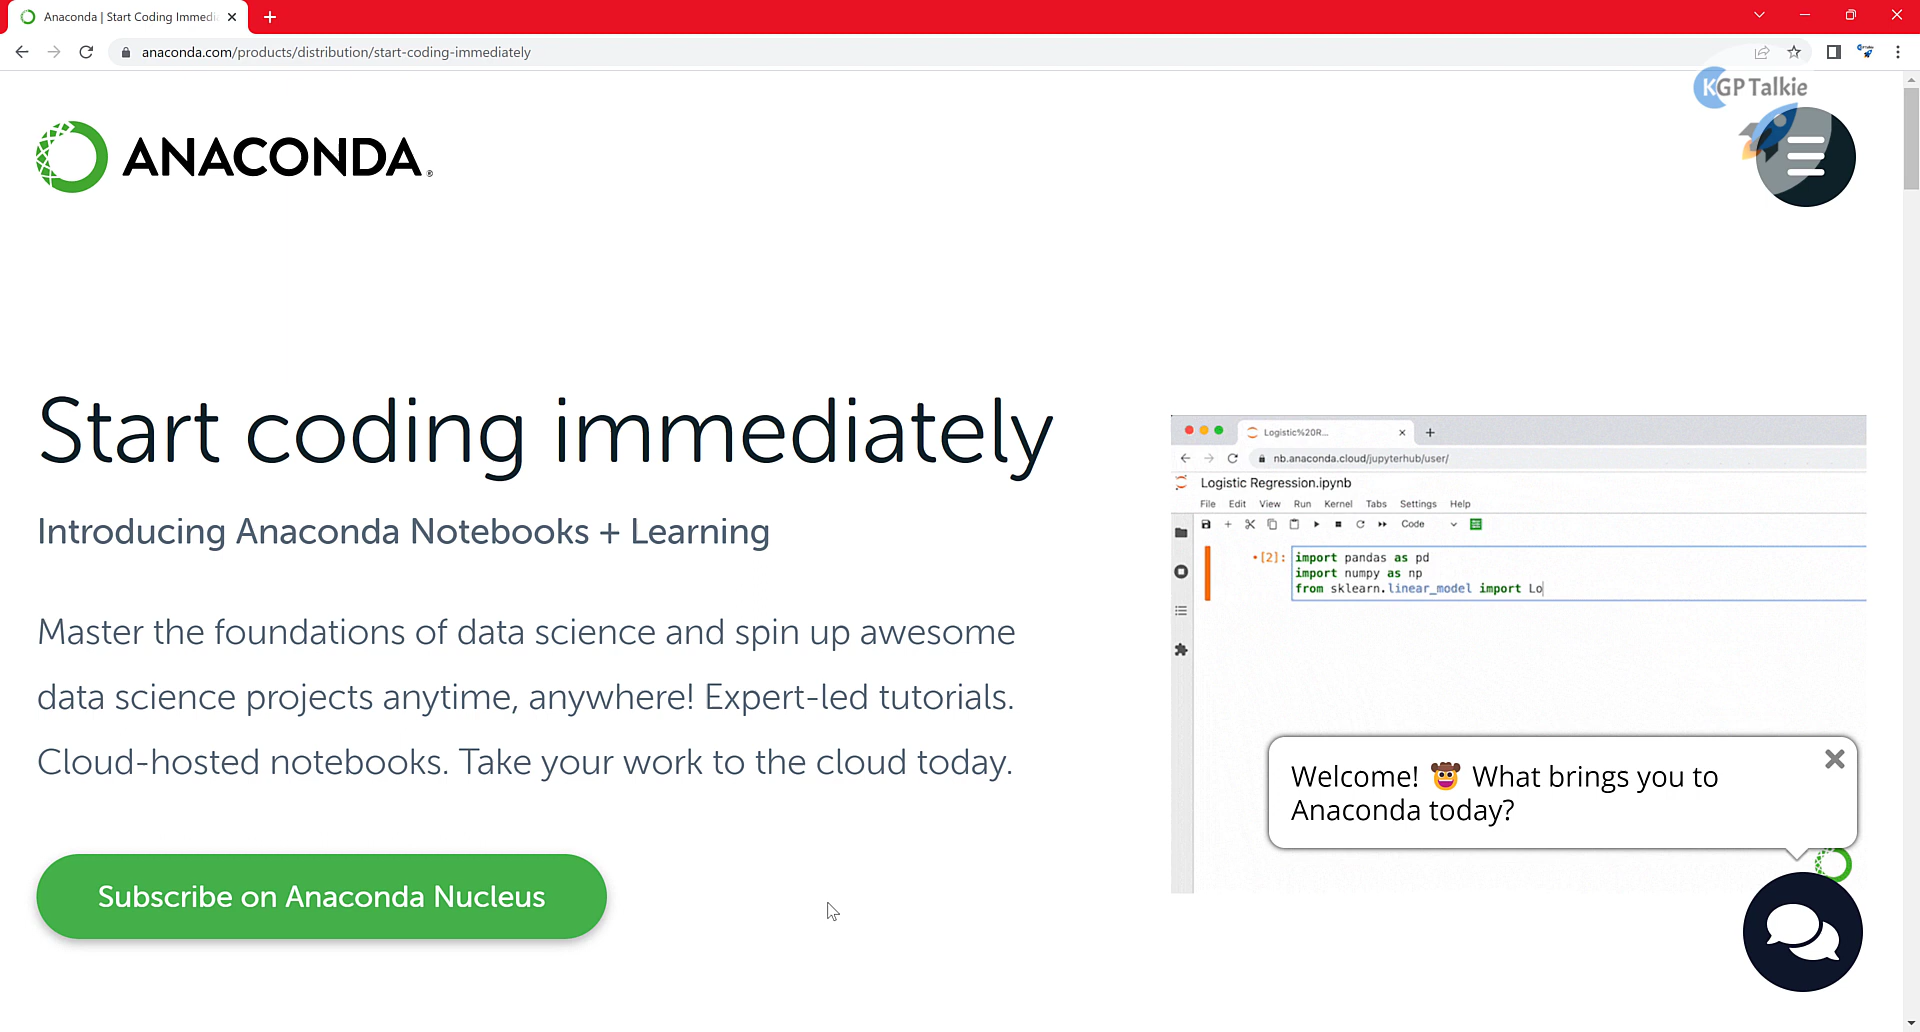 Anaconda | Start Coding Immedi
anaconda.com/products/distribution/start-coding-immediately
KGP Talkie
ANACONDA®
Start coding immediately
Introducing Anaconda Notebooks + Learning
Master the foundations of data science and spin up awesome
data science projects anytime, anywhere! Expert-led tutorials.
Cloud-hosted notebooks. Take your work to the cloud today.
Subscribe on Anaconda Nucleus
Logistic%20R...
nb.anaconda.cloud/jupyterhub/user/
Logistic Regression.ipynb
File Edit View Run Kernel Tabs Settings Help
Code
[2]: import pandas as pd
import numpy as np
from sklearn.linear_model import Lo
Welcome! 🤠 What brings you to
Anaconda today?